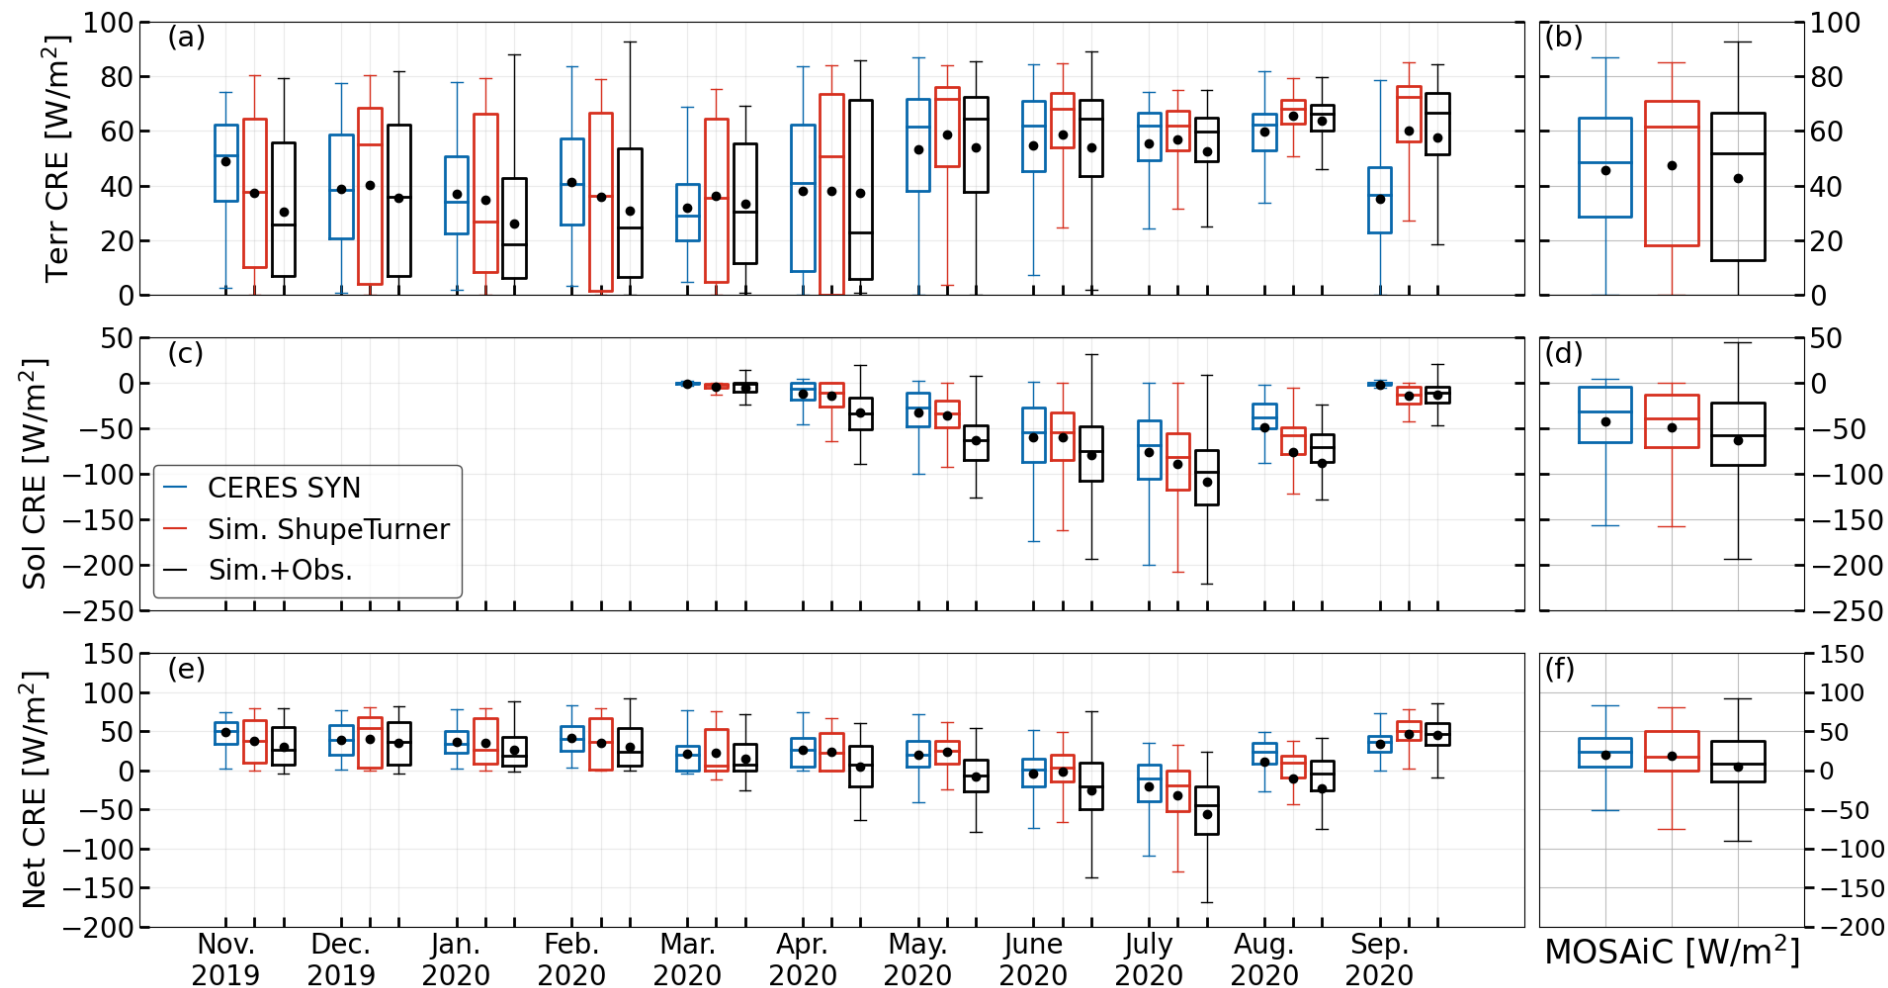 (a)
Terr CRE [W/m²]
100
80
60
40
20
0
(b)
100
80
60
40
20
0
(c)
Sol CRE [W/m²]
50
0
−50
−100
−150
−200
−250
CERES SYN
Sim. ShupeTurner
Sim.+Obs.
(d)
50
0
−50
−100
−150
−200
−250
(e)
Net CRE [W/m²]
150
100
50
0
−50
−100
−150
−200
(f)
150
100
50
0
−50
−100
−150
−200
Nov. 2019
Dec. 2019
Jan. 2020
Feb. 2020
Mar. 2020
Apr. 2020
May. 2020
June 2020
July 2020
Aug. 2020
Sep. 2020
MOSAiC [W/m²]